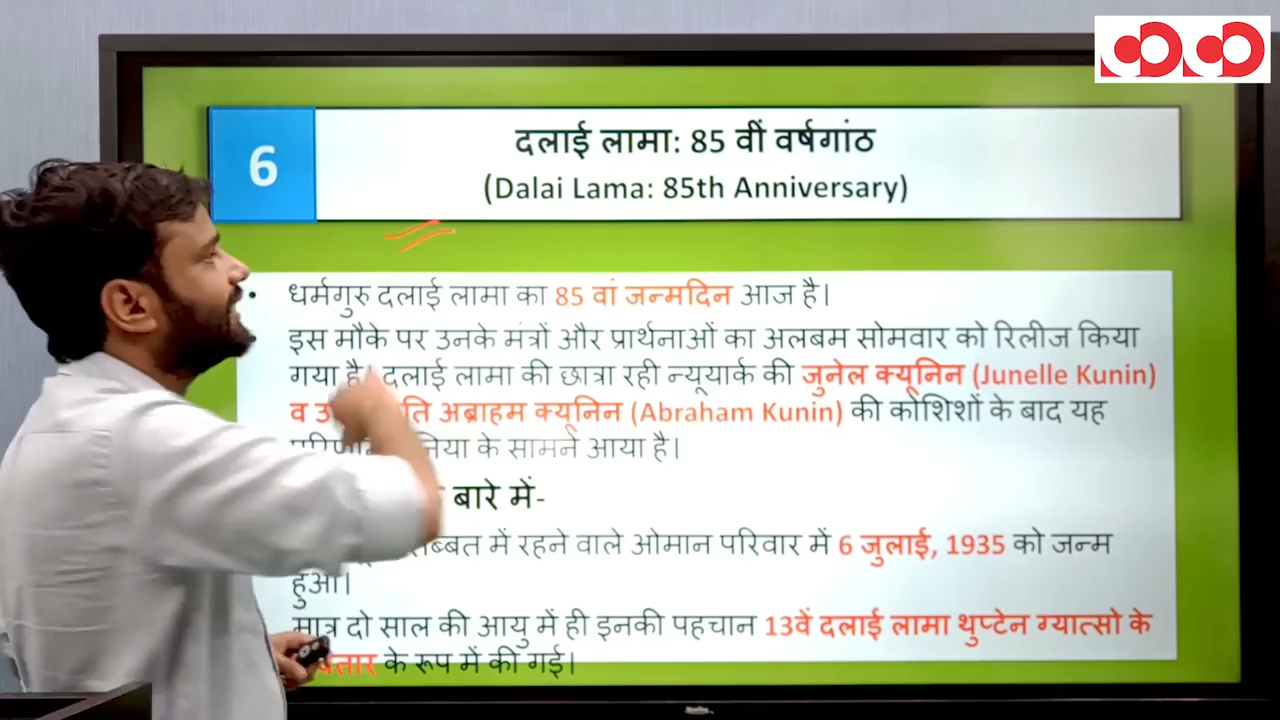 6
दलाई लामा: 85 वीं वर्षगांठ
(Dalai Lama: 85th Anniversary)
• धर्मगुरु दलाई लामा का 85 वां जन्मदिन आज है।
इस मौके पर उनके मंत्रों और प्रार्थनाओं का अलबम सोमवार को रिलीज किया
गया है। दलाई लामा की छात्रा रही न्यूयार्क की जुनेल क्यूनिन (Junelle Kunin)
व अब्राहम क्यूनिन (Abraham Kunin) की कोशिशों के बाद यह
के सामने आया है।
बारे में-
में रहने वाले ओमान परिवार में 6 जुलाई, 1935 को जन्म
हुआ।
मात्र दो साल की आयु में ही इनकी पहचान 13वें दलाई लामा थुप्टेन ग्यात्सो के
के रूप में की गई।